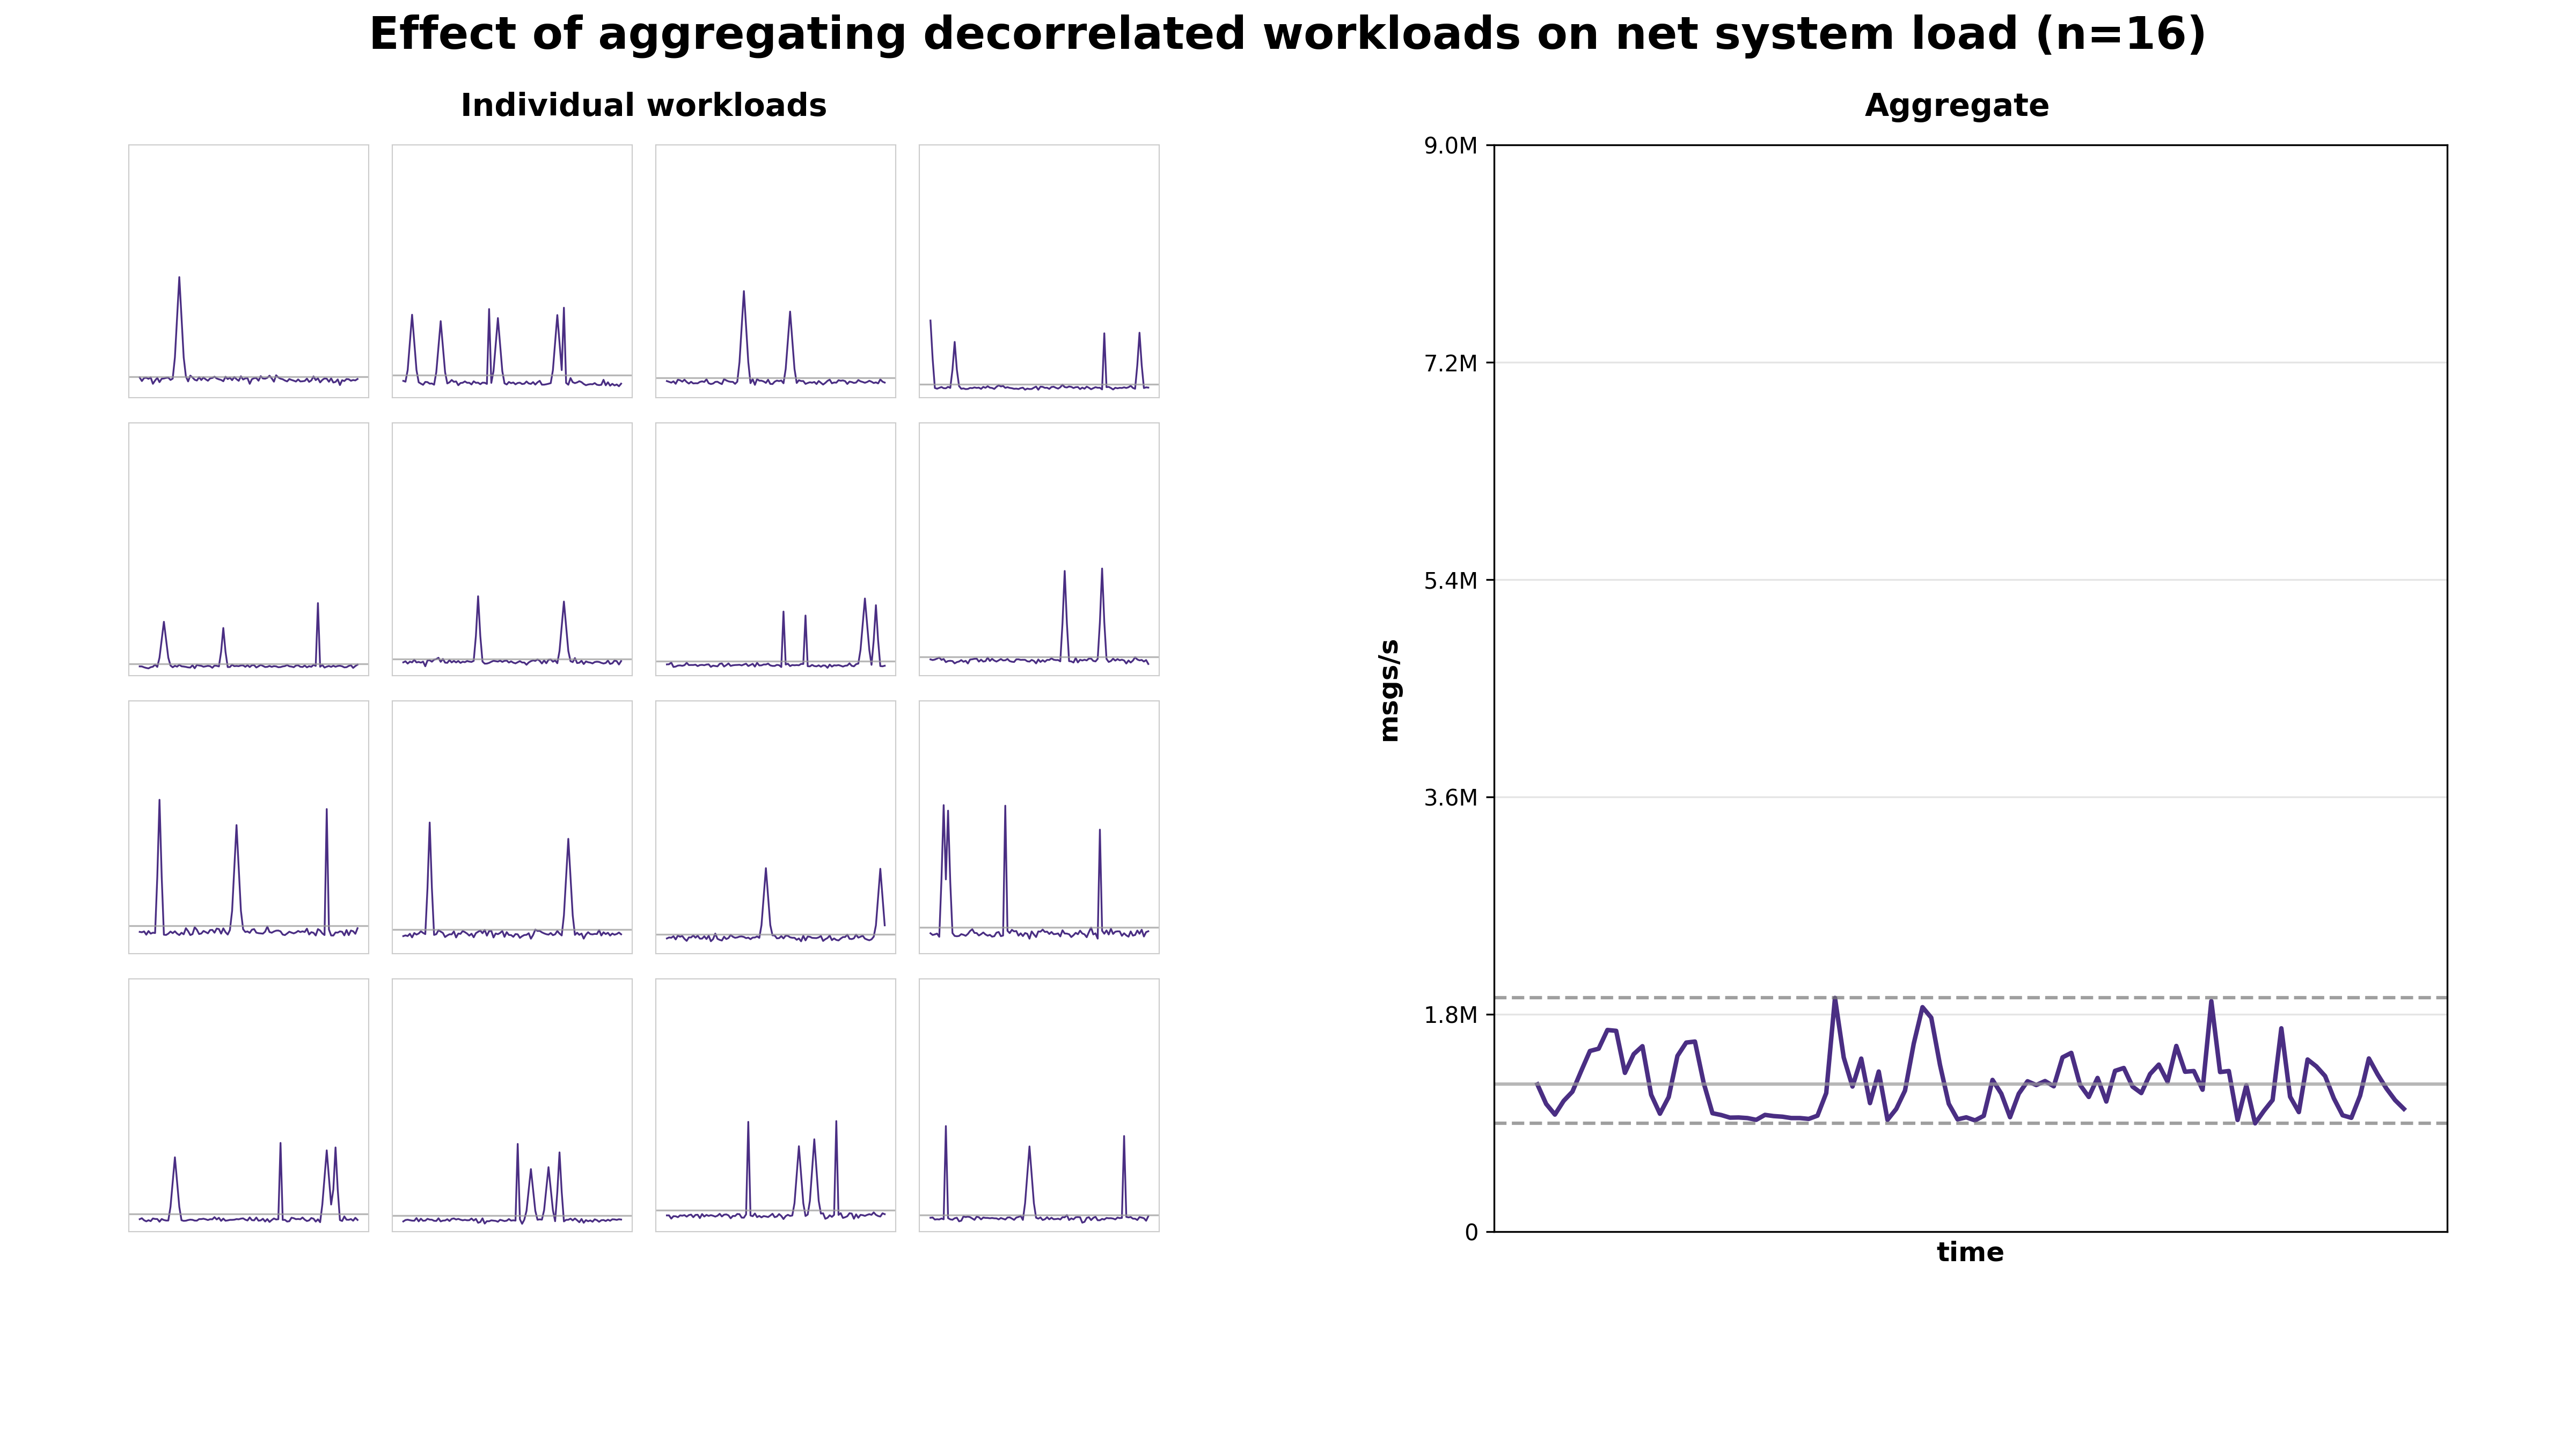 Effect of aggregating decorrelated workloads on net system load (n=16)
Individual workloads
Aggregate
9.0M
7.2M
5.4M
3.6M
1.8M
0
msgs/s
time